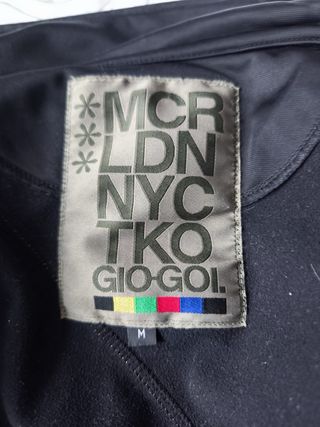 *MCR
*LDN
*NYC
TKO
GIO-GOI.
M